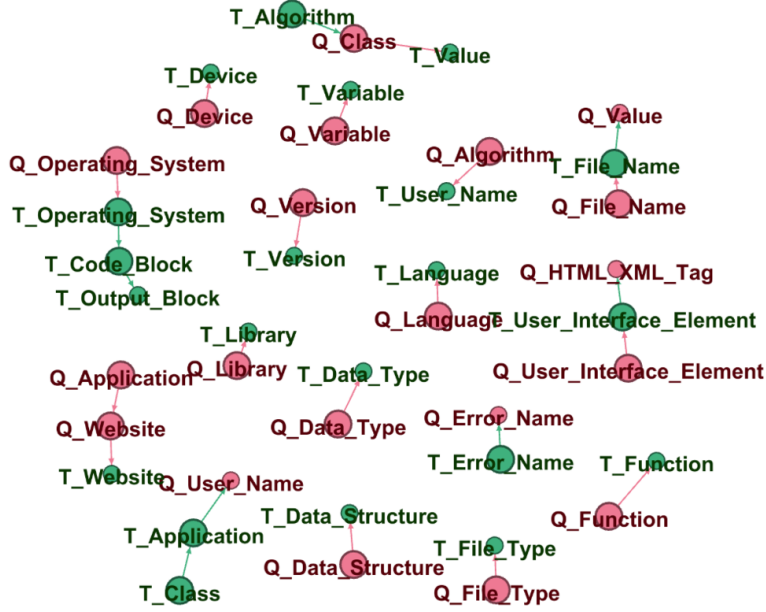 T_Algorithm
Q_Class
T_Value
T_Device
Q_Device
T_Variable
Q_Variable
Q_Value
T_File_Name
Q_File_Name
Q_Algorithm
T_User_Name
Q_Operating_System
T_Operating_System
T_Code_Block
T_Output_Block
Q_Version
T_Version
T_Language
Q_Language
Q_HTML_XML_Tag
T_User_Interface_Element
Q_User_Interface_Element
T_Library
Q_Library
Q_Application
Q_Website
T_Website
T_Data_Type
Q_Data_Type
Q_Error_Name
T_Error_Name
T_Function
Q_Function
Q_User_Name
T_Application
T_Class
T_Data_Structure
Q_Data_Structure
T_File_Type
Q_File_Type